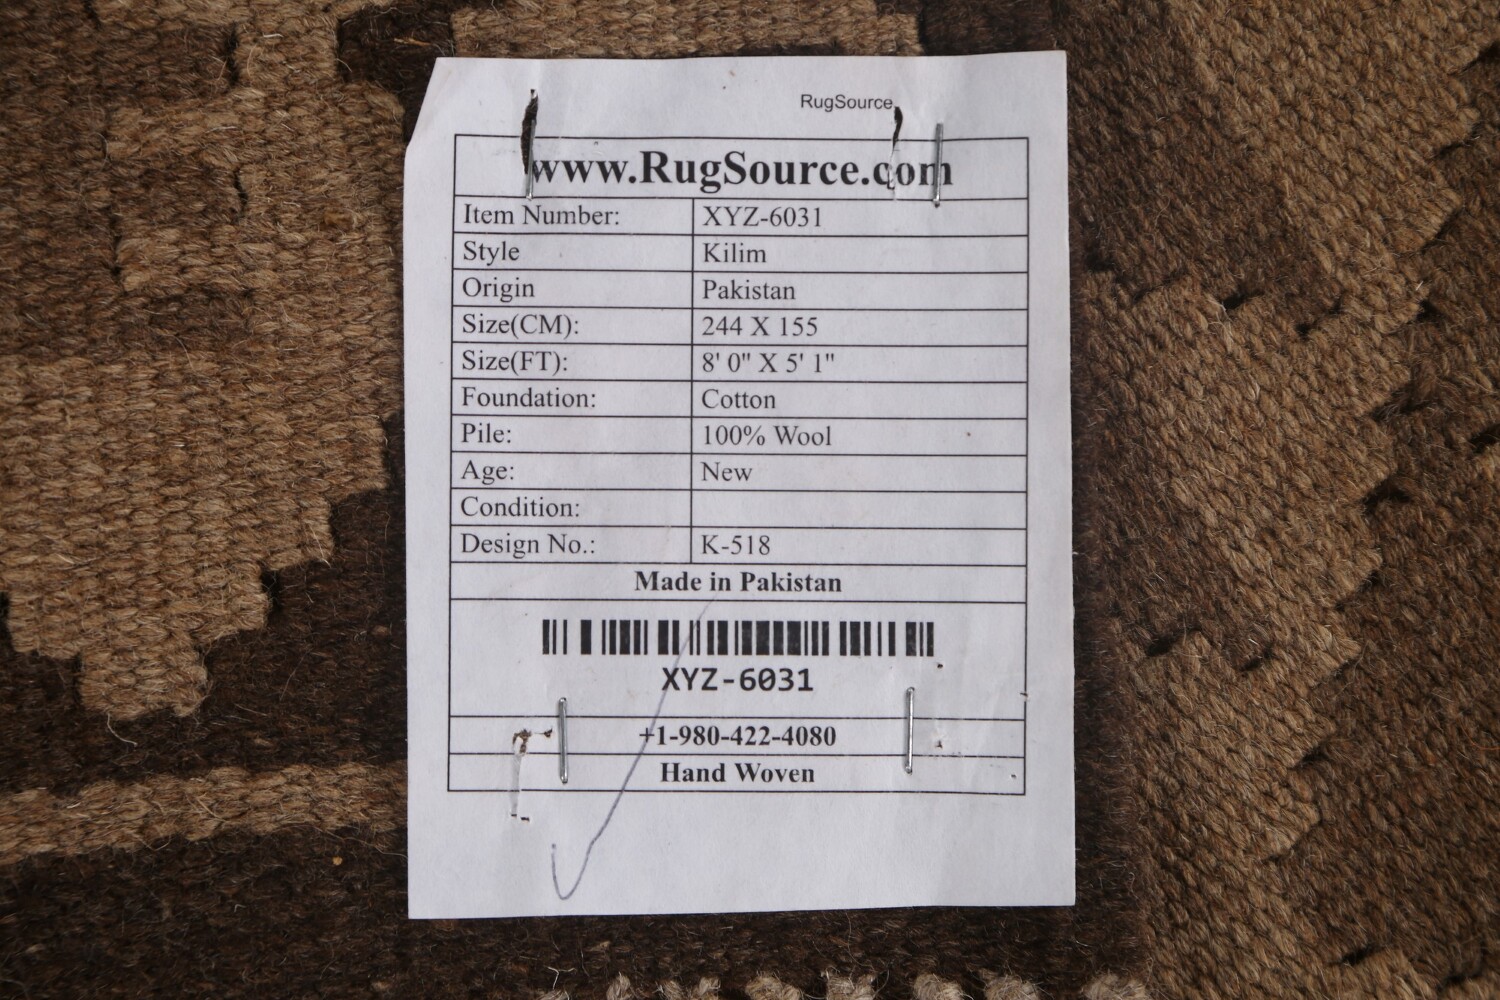 RugSource
www.RugSource.com
Item Number: XYZ-6031
Style Kilim
Origin Pakistan
Size(CM): 244 X 155
Size(FT): 8' 0" X 5' 1"
Foundation: Cotton
Pile: 100% Wool
Age: New
Condition:
Design No.: K-518
Made in Pakistan
XYZ-6031
+1-980-422-4080
Hand Woven